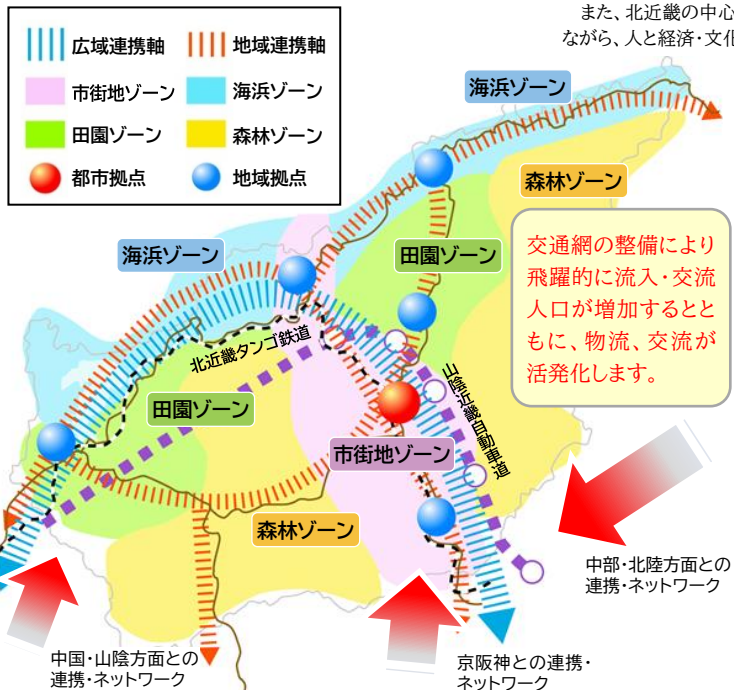 また、北近畿の中心
ながら、人と経済・文化
広域連携軸
地域連携軸
市街地ゾーン
海浜ゾーン
田園ゾーン
森林ゾーン
都市拠点
地域拠点
海浜ゾーン
森林ゾーン
海浜ゾーン
田園ゾーン
交通網の整備により
飛躍的に流入・交流
人口が増加するとと
もに、物流、交流が
活発化します。
北近畿タンゴ鉄道
山陰近畿自動車道
田園ゾーン
市街地ゾーン
森林ゾーン
中部・北陸方面との
連携・ネットワーク
中国・山陰方面との
連携・ネットワーク
京阪神との連携・
ネットワーク